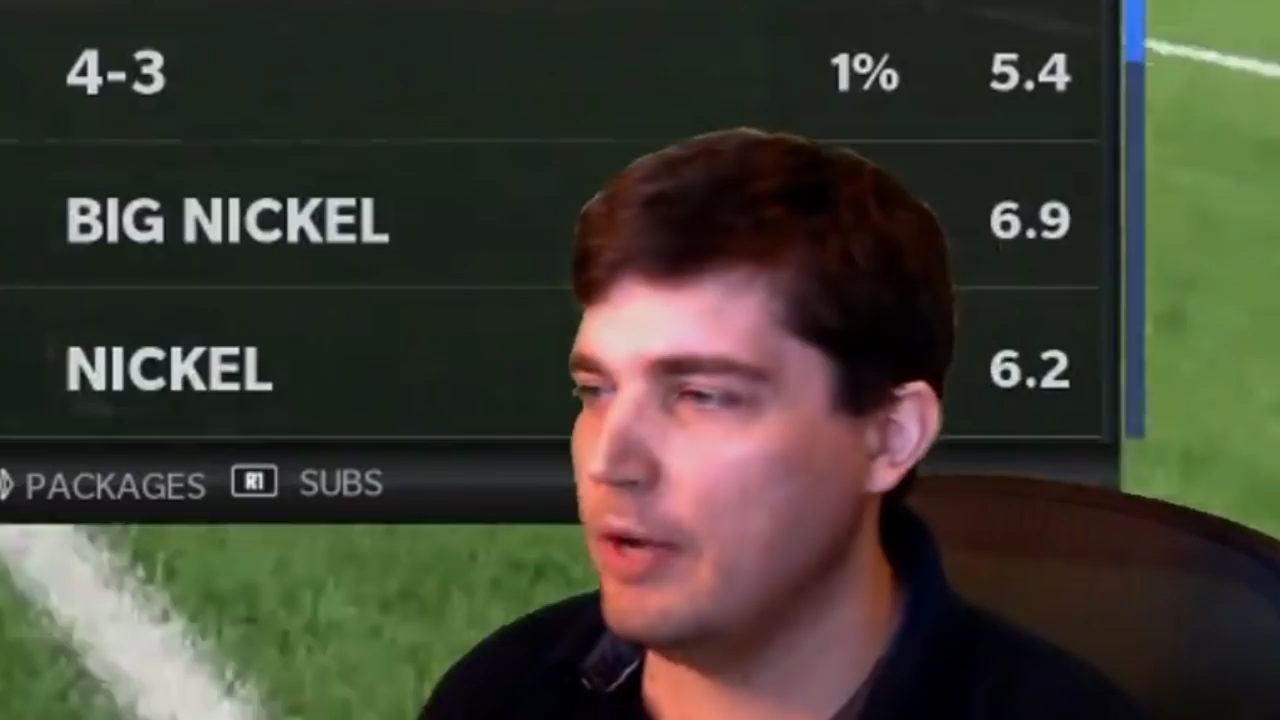 4-3 1% 5.4
BIG NICKEL 6.9
NICKEL 6.2
PACKAGES R1 SUBS